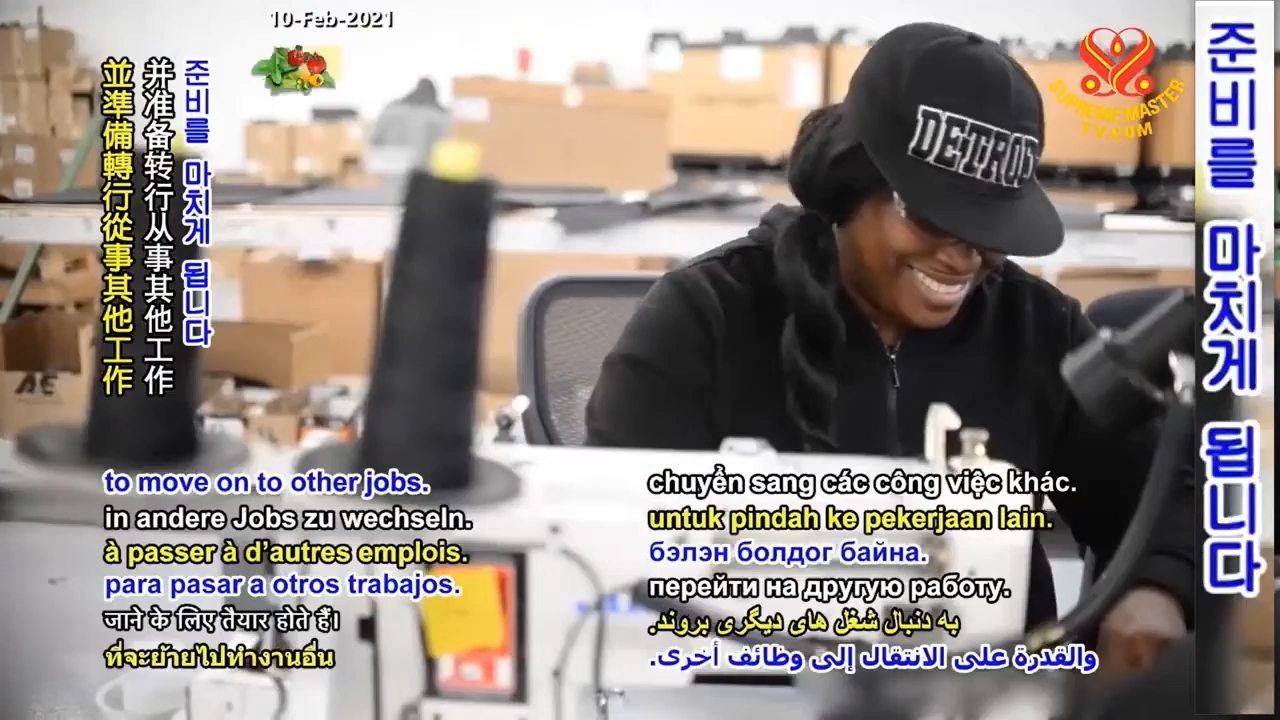 10-Feb-2021
SUPREME MASTER
TV.COM
DETROIT
준비를 마치게 됩니다
준비를 마치게 됩니다
并准备转行从事其他工作
並準備轉行從事其他工作
to move on to other jobs.
in andere Jobs zu wechseln.
à passer à d'autres emplois.
para pasar a otros trabajos.
जाने के लिए तैयार होते हैं।
ที่จะย้ายไปทำงานอื่น
chuyển sang các công việc khác.
untuk pindah ke pekerjaan lain.
бэлэн болдог байна.
перейти на другую работу.
به دنبال شغل های دیگری بروند.
والقدرة على الانتقال إلى وظائف أخرى.